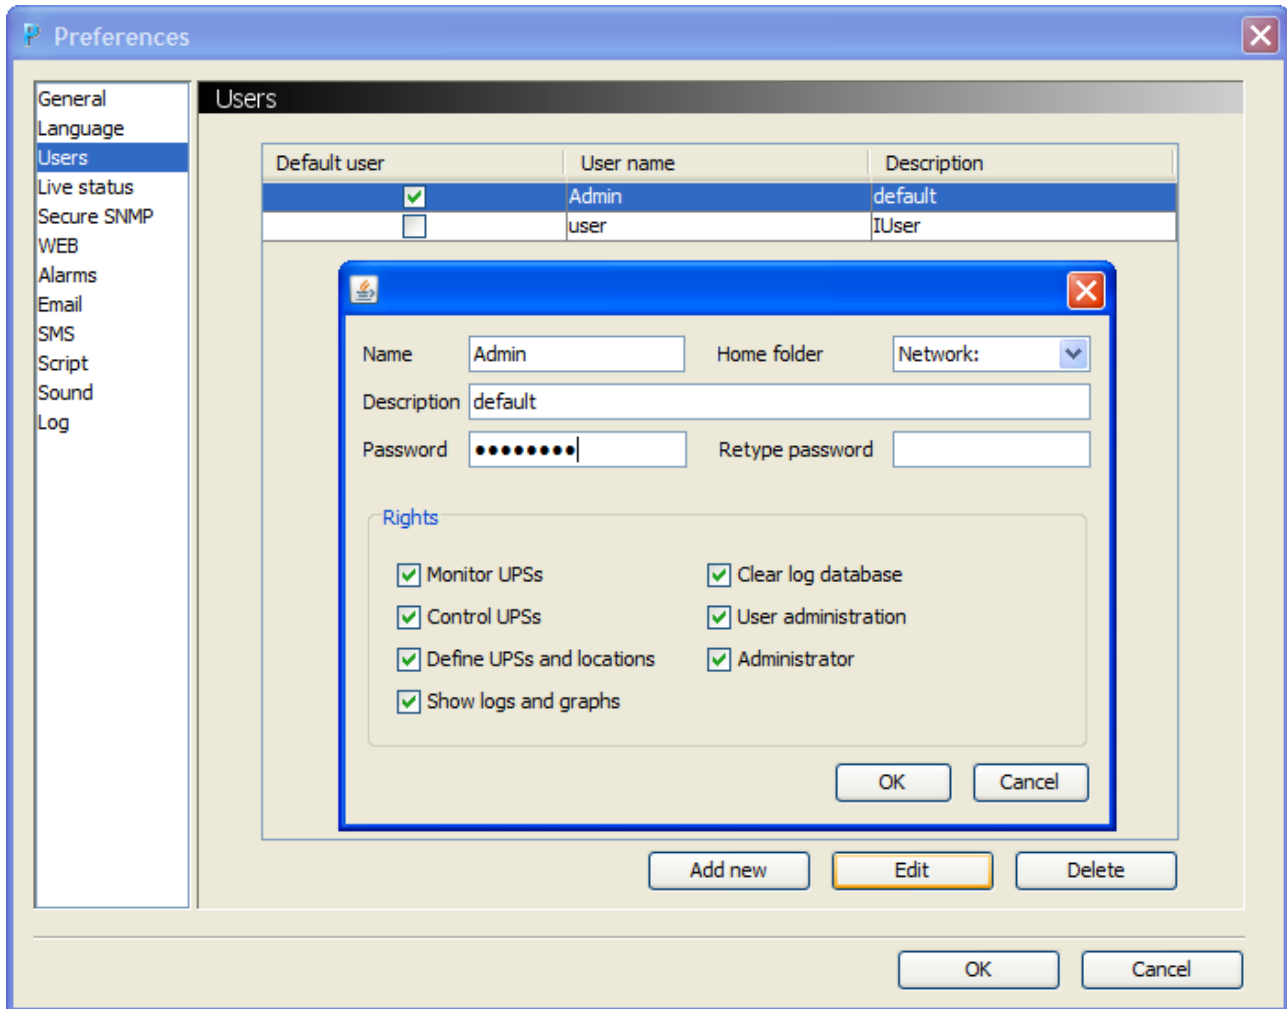 Preferences
General
Language
Users
Live status
Secure SNMP
WEB
Alarms
Email
SMS
Script
Sound
Log
Users
Default user User name Description
Admin default
user IUser
Name Admin Home folder Network:
Description default
Password Retype password
Rights
Monitor UPSs Clear log database
Control UPSs User administration
Define UPSs and locations Administrator
Show logs and graphs
OK Cancel
Add new Edit Delete
OK Cancel